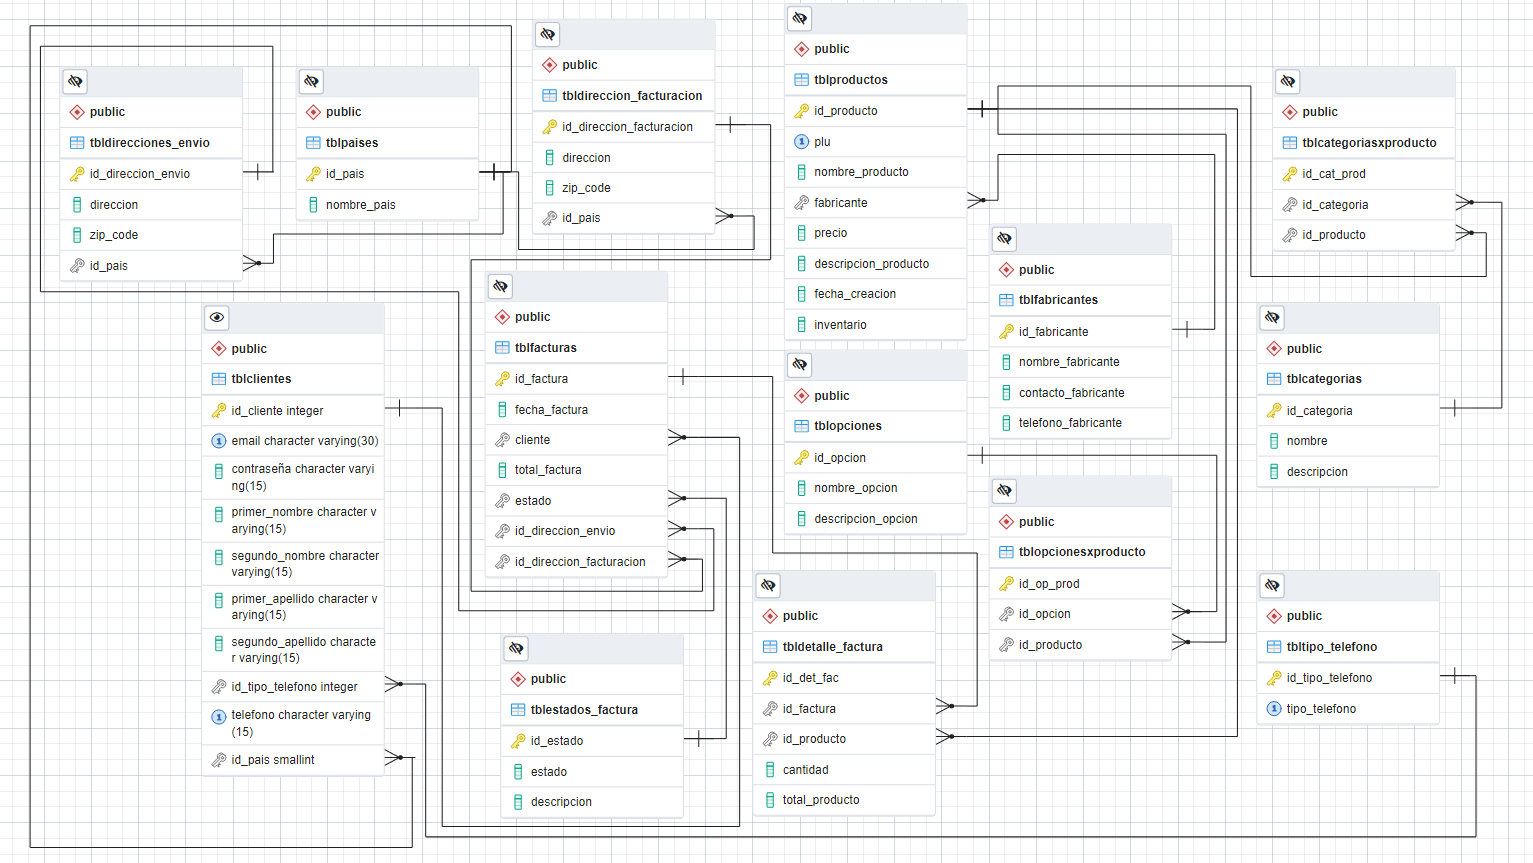 public
tbldirecciones_envio
id_direccion_envio
direccion
zip_code
id_pais
public
tblpaises
id_pais
nombre_pais
public
tbldireccion_facturacion
id_direccion_facturacion
direccion
zip_code
id_pais
public
tblproductos
id_producto
plu
nombre_producto
fabricante
precio
descripcion_producto
fecha_creacion
inventario
public
tblcategoriasxproducto
id_cat_prod
id_categoria
id_producto
public
tblfabricantes
id_fabricante
nombre_fabricante
contacto_fabricante
telefono_fabricante
public
tblclientes
id_cliente integer
email character varying(30)
contraseña character varyi
ng(15)
primer_nombre character v
arying(15)
segundo_nombre character
varying(15)
primer_apellido character v
arying(15)
segundo_apellido characte
r varying(15)
id_tipo_telefono integer
telefono character varying
(15)
id_pais smallint
public
tblfacturas
id_factura
fecha_factura
cliente
total_factura
estado
id_direccion_envio
id_direccion_facturacion
public
tblopciones
id_opcion
nombre_opcion
descripcion_opcion
public
tblcategorias
id_categoria
nombre
descripcion
public
tblopcionesxproducto
id_op_prod
id_opcion
id_producto
public
tblestados_factura
id_estado
estado
descripcion
public
tbldetalle_factura
id_det_fac
id_factura
id_producto
cantidad
total_producto
public
tbltipo_telefono
id_tipo_telefono
tipo_telefono